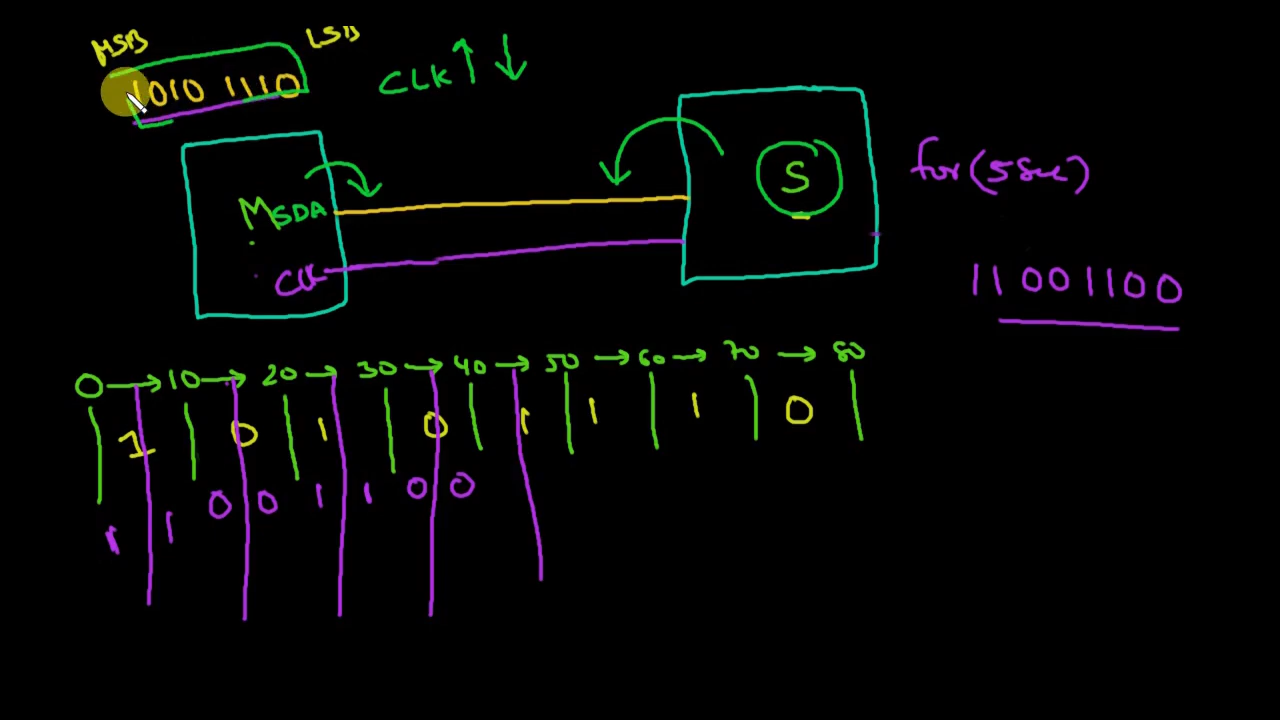 MSB LSB
1010 1110
CLK ↑ ↓
M SDA
CLK
S
for(5sec)
11001100
0 → 10 → 20 → 30 → 40 → 50 → 60 → 70 → 80
1 0 1 0 1 1 1 0
1 1 0 0 1 1 0 0